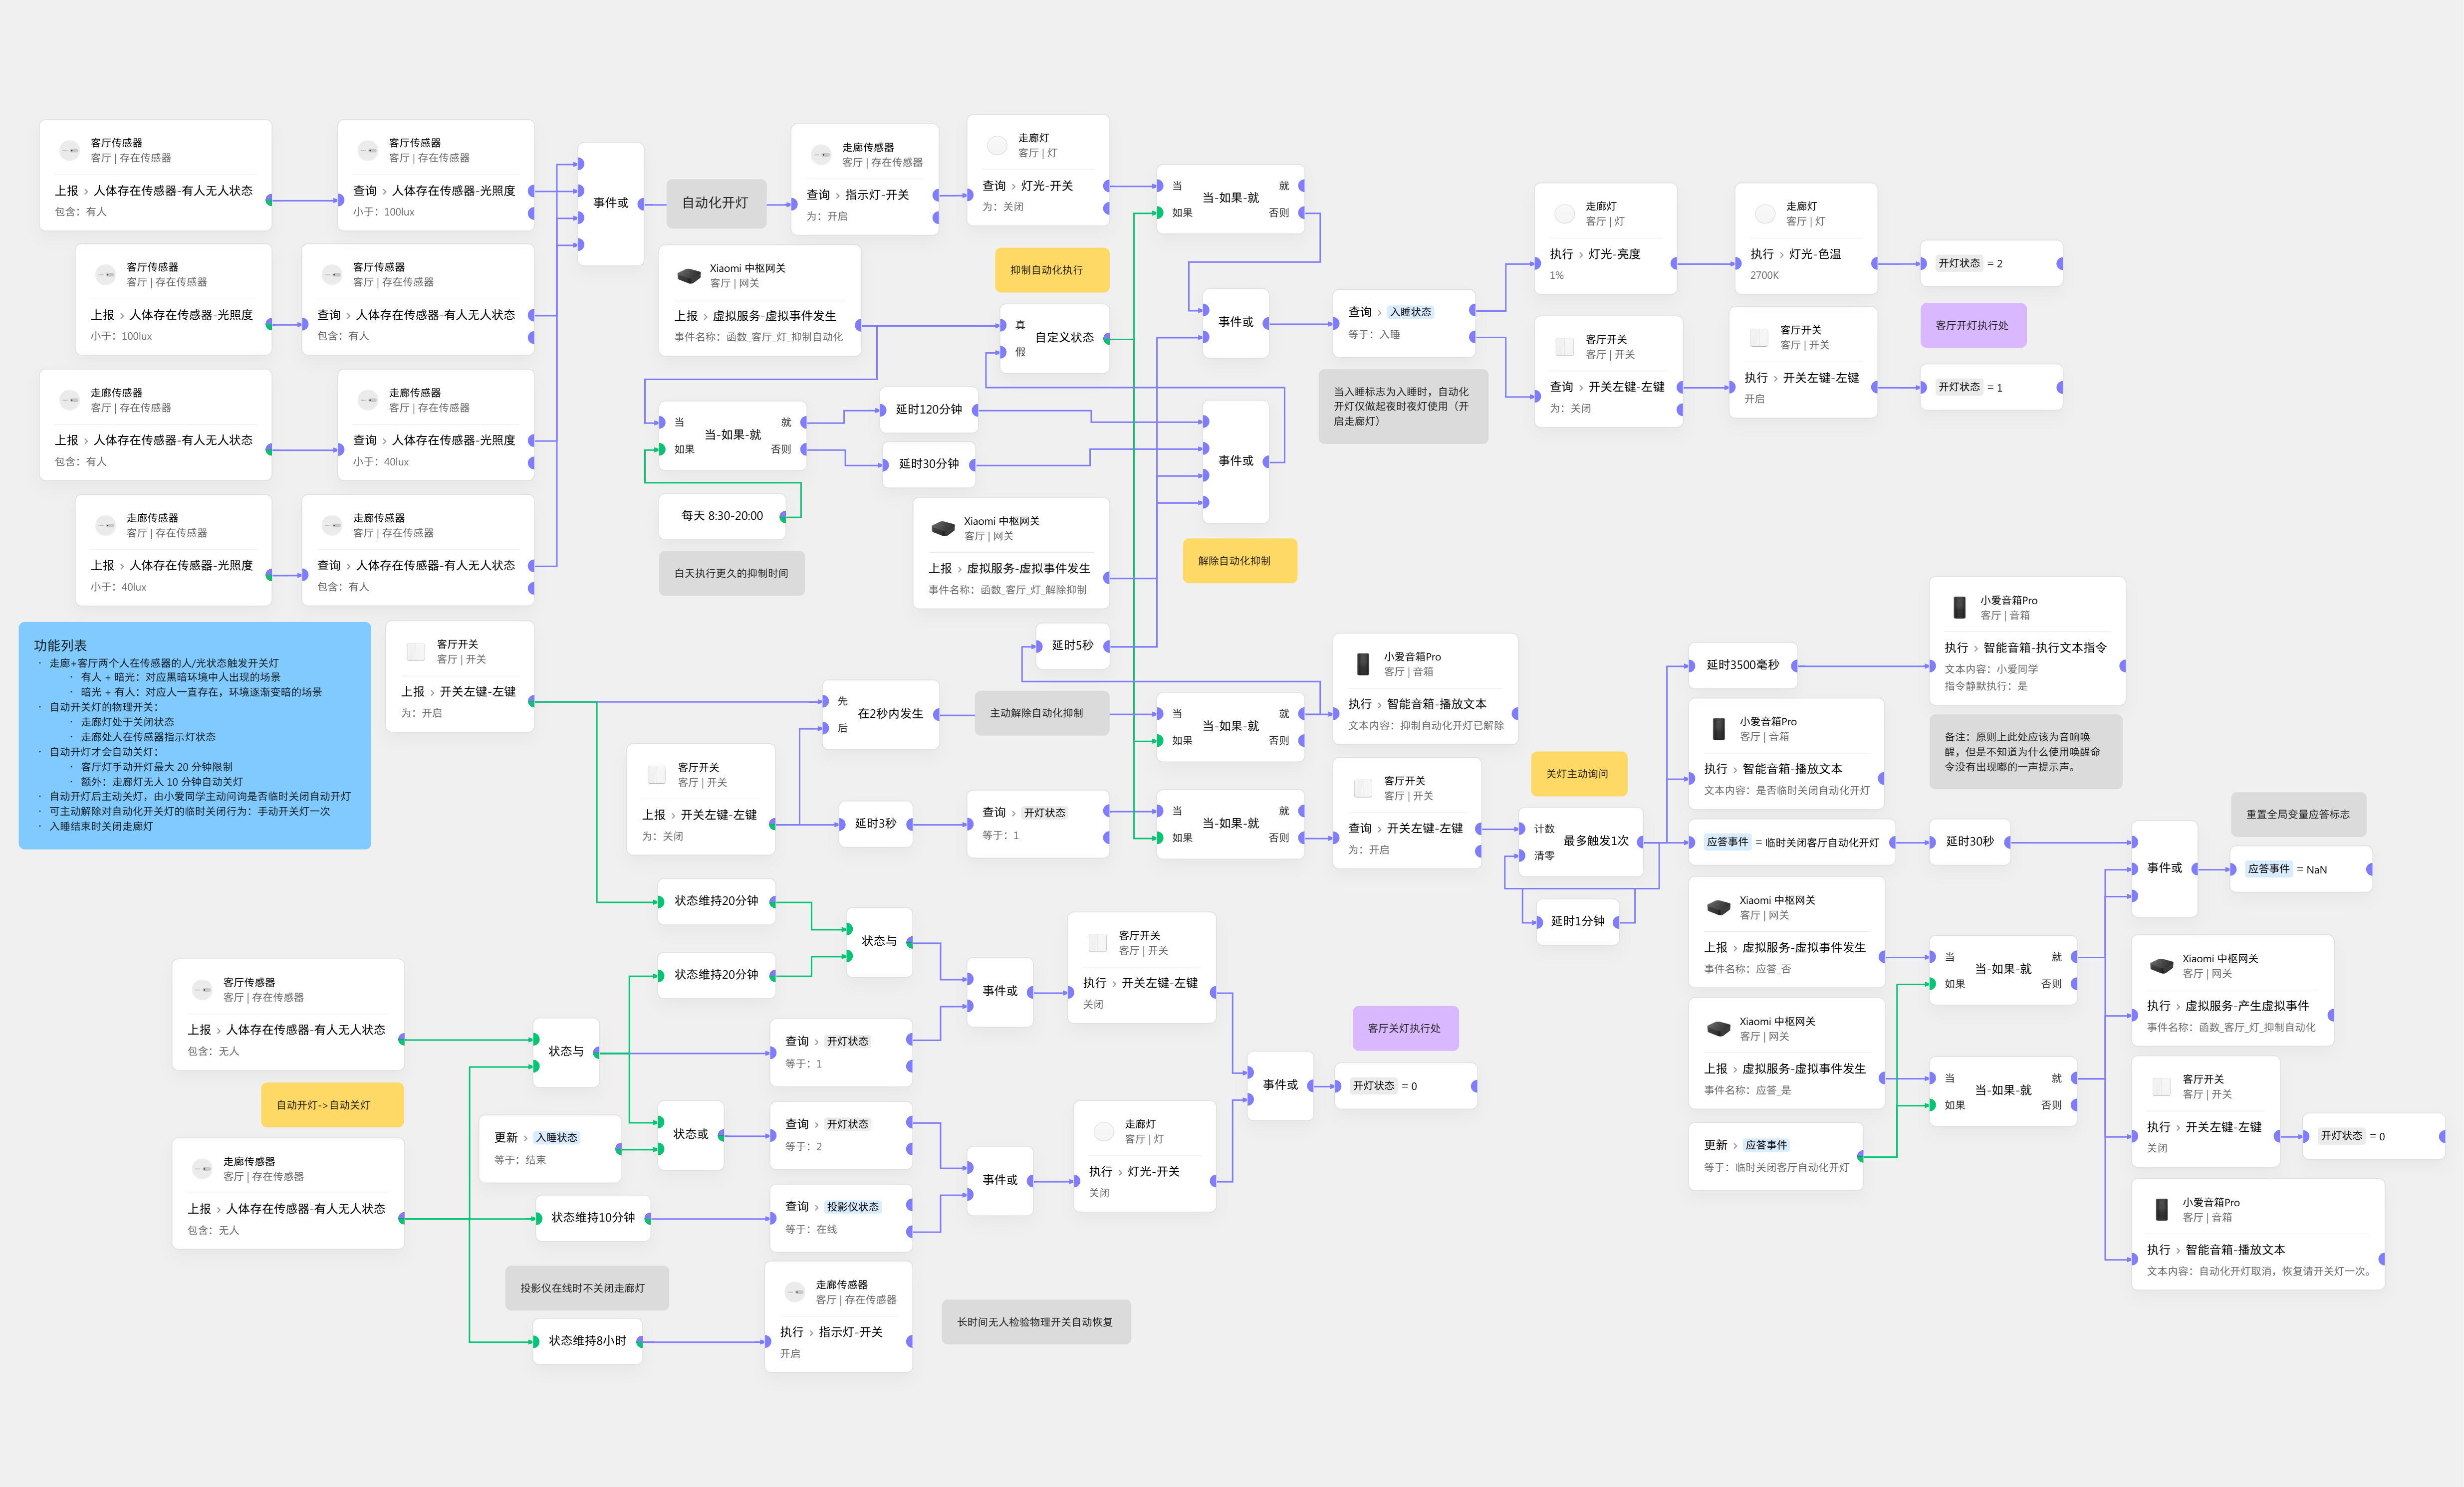 客厅传感器
客厅 | 存在传感器
上报 › 人体存在传感器-有人无人状态
包含：有人
客厅传感器
客厅 | 存在传感器
查询 › 人体存在传感器-光照度
小于：100lux
客厅传感器
客厅 | 存在传感器
上报 › 人体存在传感器-光照度
小于：100lux
客厅传感器
客厅 | 存在传感器
查询 › 人体存在传感器-有人无人状态
包含：有人
走廊传感器
客厅 | 存在传感器
上报 › 人体存在传感器-有人无人状态
包含：有人
走廊传感器
客厅 | 存在传感器
查询 › 人体存在传感器-光照度
小于：40lux
走廊传感器
客厅 | 存在传感器
上报 › 人体存在传感器-光照度
小于：40lux
走廊传感器
客厅 | 存在传感器
查询 › 人体存在传感器-有人无人状态
包含：有人
事件或
自动化开灯
走廊传感器
客厅 | 存在传感器
查询 › 指示灯-开关
为：开启
走廊灯
客厅 | 灯
查询 › 灯光-开关
为：关闭
当
如果
当-如果-就
就
否则
Xiaomi 中枢网关
客厅 | 网关
上报 › 虚拟服务-虚拟事件发生
事件名称：函数_客厅_灯_抑制自动化
抑制自动化执行
真
假
自定义状态
事件或
查询 › 入睡状态
等于：入睡
当入睡标志为入睡时，自动化
开灯仅做起夜时夜灯使用（开
启走廊灯）
走廊灯
客厅 | 灯
执行 › 灯光-亮度
1%
走廊灯
客厅 | 灯
执行 › 灯光-色温
2700K
开灯状态 = 2
客厅开灯执行处
客厅开关
客厅 | 开关
查询 › 开关左键-左键
为：关闭
客厅开关
客厅 | 开关
执行 › 开关左键-左键
开启
开灯状态 = 1
当
如果
当-如果-就
就
否则
延时120分钟
延时30分钟
事件或
每天 8:30-20:00
白天执行更久的抑制时间
Xiaomi 中枢网关
客厅 | 网关
上报 › 虚拟服务-虚拟事件发生
事件名称：函数_客厅_灯_解除抑制
解除自动化抑制
延时5秒
功能列表
· 走廊+客厅两个人在传感器的人/光状态触发开关灯
· 有人 + 暗光：对应黑暗环境中人出现的场景
· 暗光 + 有人：对应人一直存在，环境逐渐变暗的场景
· 自动开关灯的物理开关：
· 走廊灯处于关闭状态
· 走廊处人在传感器指示灯状态
· 自动开灯才会自动关灯：
· 客厅灯手动开灯最大 20 分钟限制
· 额外：走廊灯无人 10 分钟自动关灯
· 自动开灯后主动关灯，由小爱同学主动问询是否临时关闭自动开灯
· 可主动解除对自动化开关灯的临时关闭行为：手动开关灯一次
· 入睡结束时关闭走廊灯
客厅开关
客厅 | 开关
上报 › 开关左键-左键
为：开启
客厅开关
客厅 | 开关
上报 › 开关左键-左键
为：关闭
先
后
在2秒内发生
主动解除自动化抑制
当
如果
当-如果-就
就
否则
小爱音箱Pro
客厅 | 音箱
执行 › 智能音箱-播放文本
文本内容：抑制自动化开灯已解除
延时3秒
查询 › 开灯状态
等于：1
当
如果
当-如果-就
就
否则
客厅开关
客厅 | 开关
查询 › 开关左键-左键
为：开启
关灯主动询问
计数
清零
最多触发1次
延时1分钟
延时3500毫秒
小爱音箱Pro
客厅 | 音箱
执行 › 智能音箱-执行文本指令
文本内容：小爱同学
指令静默执行：是
备注：原则上此处应该为音响唤
醒，但是不知道为什么使用唤醒命
令没有出现嘟的一声提示声。
小爱音箱Pro
客厅 | 音箱
执行 › 智能音箱-播放文本
文本内容：是否临时关闭自动化开灯
应答事件 = 临时关闭客厅自动化开灯
延时30秒
事件或
重置全局变量应答标志
应答事件 = NaN
Xiaomi 中枢网关
客厅 | 网关
上报 › 虚拟服务-虚拟事件发生
事件名称：应答_否
当
如果
当-如果-就
就
否则
Xiaomi 中枢网关
客厅 | 网关
上报 › 虚拟服务-虚拟事件发生
事件名称：应答_是
当
如果
当-如果-就
就
否则
更新 › 应答事件
等于：临时关闭客厅自动化开灯
Xiaomi 中枢网关
客厅 | 网关
执行 › 虚拟服务-产生虚拟事件
事件名称：函数_客厅_灯_抑制自动化
客厅开关
客厅 | 开关
执行 › 开关左键-左键
关闭
开灯状态 = 0
小爱音箱Pro
客厅 | 音箱
执行 › 智能音箱-播放文本
文本内容：自动化开灯取消，恢复请开关灯一次。
状态维持20分钟
状态维持20分钟
状态与
客厅传感器
客厅 | 存在传感器
上报 › 人体存在传感器-有人无人状态
包含：无人
自动开灯->自动关灯
走廊传感器
客厅 | 存在传感器
上报 › 人体存在传感器-有人无人状态
包含：无人
状态与
查询 › 开灯状态
等于：1
事件或
客厅开关
客厅 | 开关
执行 › 开关左键-左键
关闭
更新 › 入睡状态
等于：结束
状态或
查询 › 开灯状态
等于：2
状态维持10分钟
查询 › 投影仪状态
等于：在线
事件或
走廊灯
客厅 | 灯
执行 › 灯光-开关
关闭
事件或
客厅关灯执行处
开灯状态 = 0
投影仪在线时不关闭走廊灯
状态维持8小时
走廊传感器
客厅 | 存在传感器
执行 › 指示灯-开关
开启
长时间无人检验物理开关自动恢复